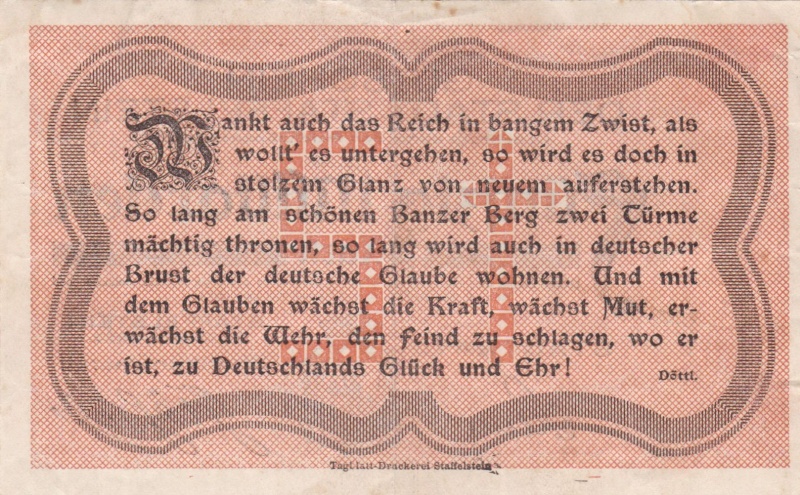 Wankt auch das Reich in bangem Zwist, als
wollt' es untergehen, so wird es doch in
stolzem Glanz von neuem auferstehen.
So lang am schönen Banzer Berg zwei Türme
mächtig thronen, so lang wird auch in deutscher
Brust der deutsche Glaube wohnen. Und mit
dem Glauben wächst die Kraft, wächst Mut, er-
wächst die Wehr, den Feind zu schlagen, wo er
ist, zu Deutschlands Glück und Ehr!
Döttl.
Tagblatt-Druckerei Staffelstein